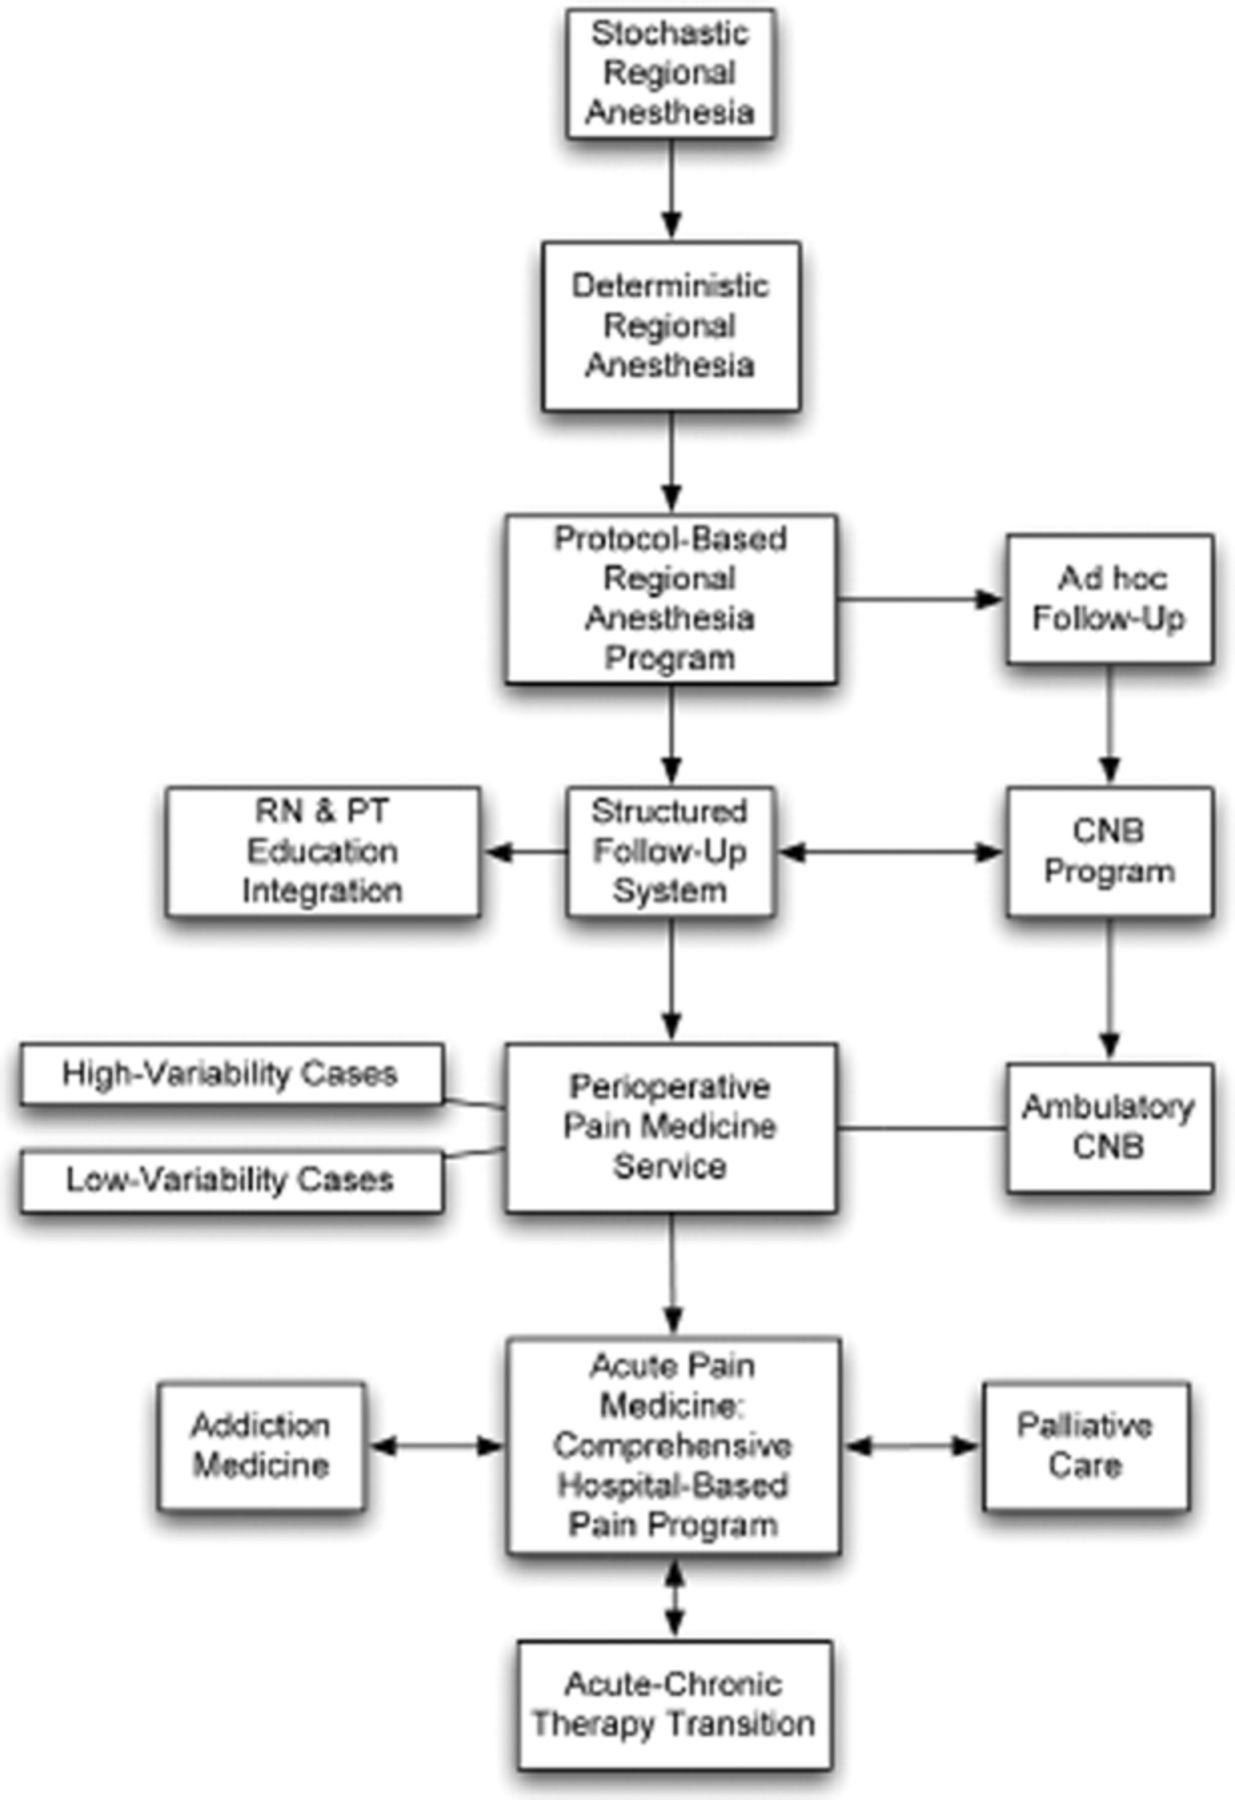 Stochastic
Regional
Anesthesia
Deterministic
Regional
Anesthesia
Protocol-Based
Regional
Anesthesia
Program
Ad hoc
Follow-Up
RN & PT
Education
Integration
Structured
Follow-Up
System
CNB
Program
High-Variability Cases
Low-Variability Cases
Perioperative
Pain Medicine
Service
Ambulatory
CNB
Addiction
Medicine
Acute Pain
Medicine:
Comprehensive
Hospital-Based
Pain Program
Palliative
Care
Acute-Chronic
Therapy Transition